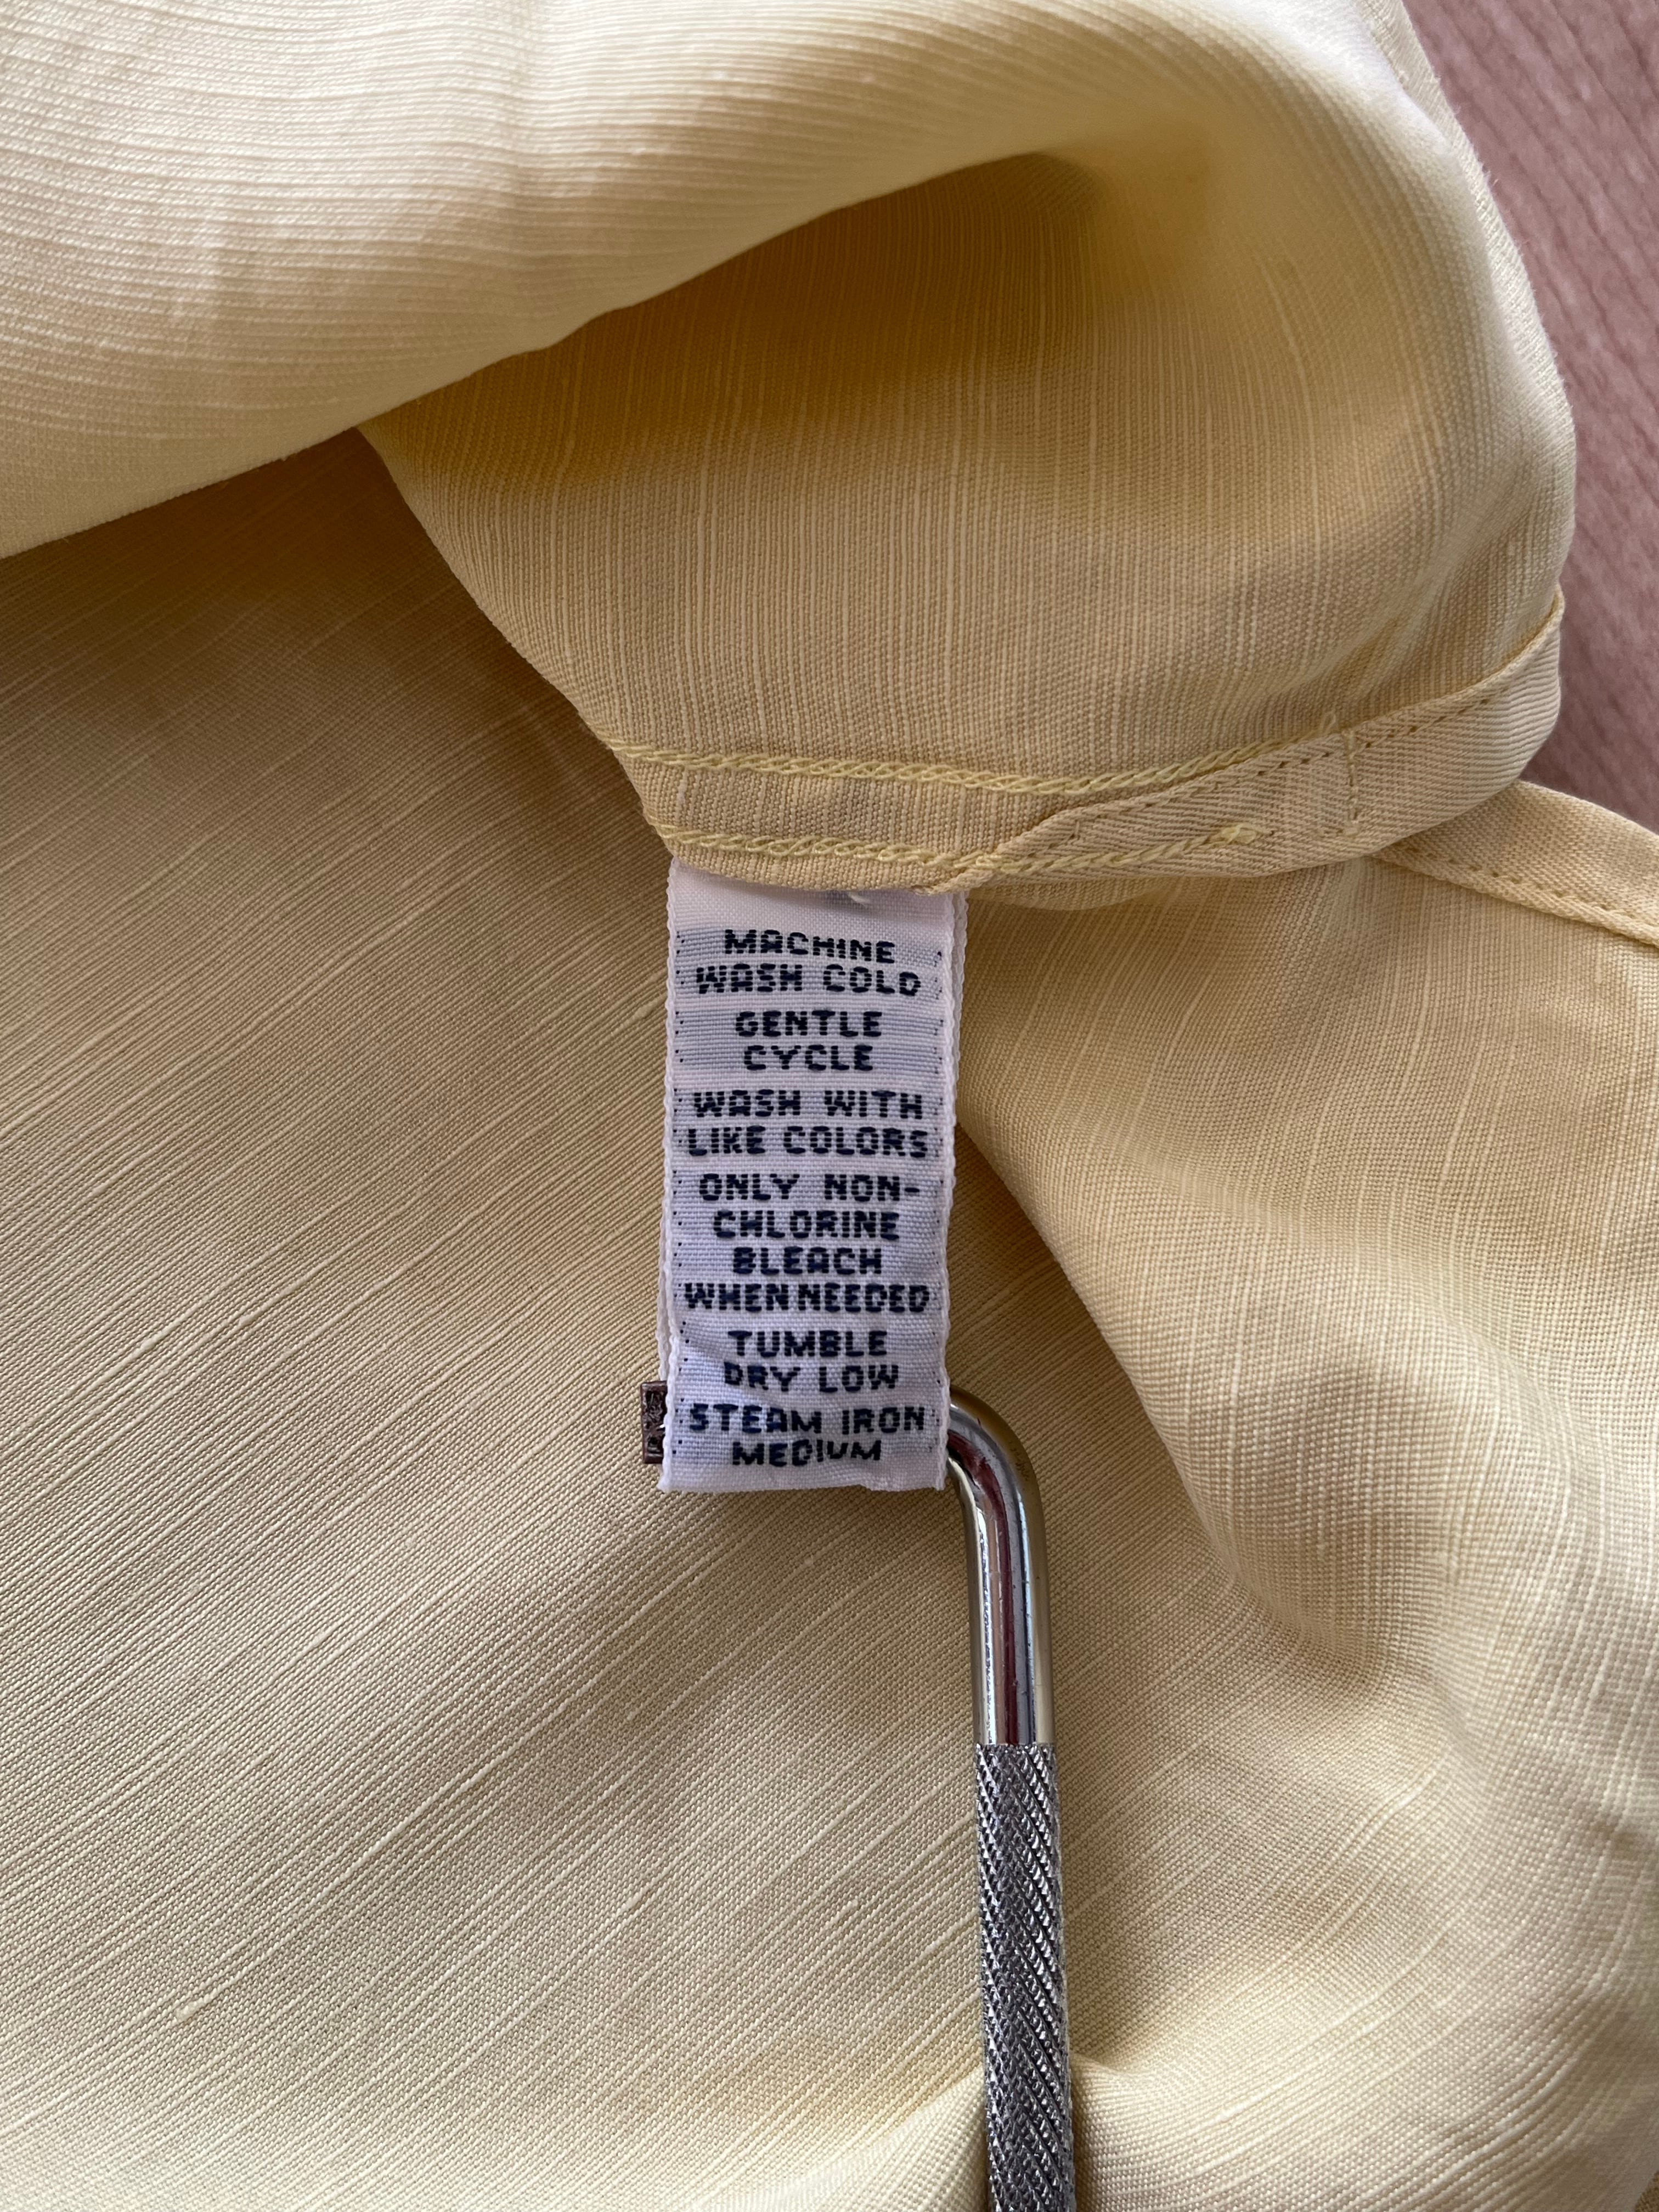 MACHINE
WASH COLD
GENTLE
CYCLE
WASH WITH
LIKE COLORS
ONLY NON-
CHLORINE
BLEACH
WHEN NEEDED
TUMBLE
DRY LOW
STEAM IRON
MEDIUM